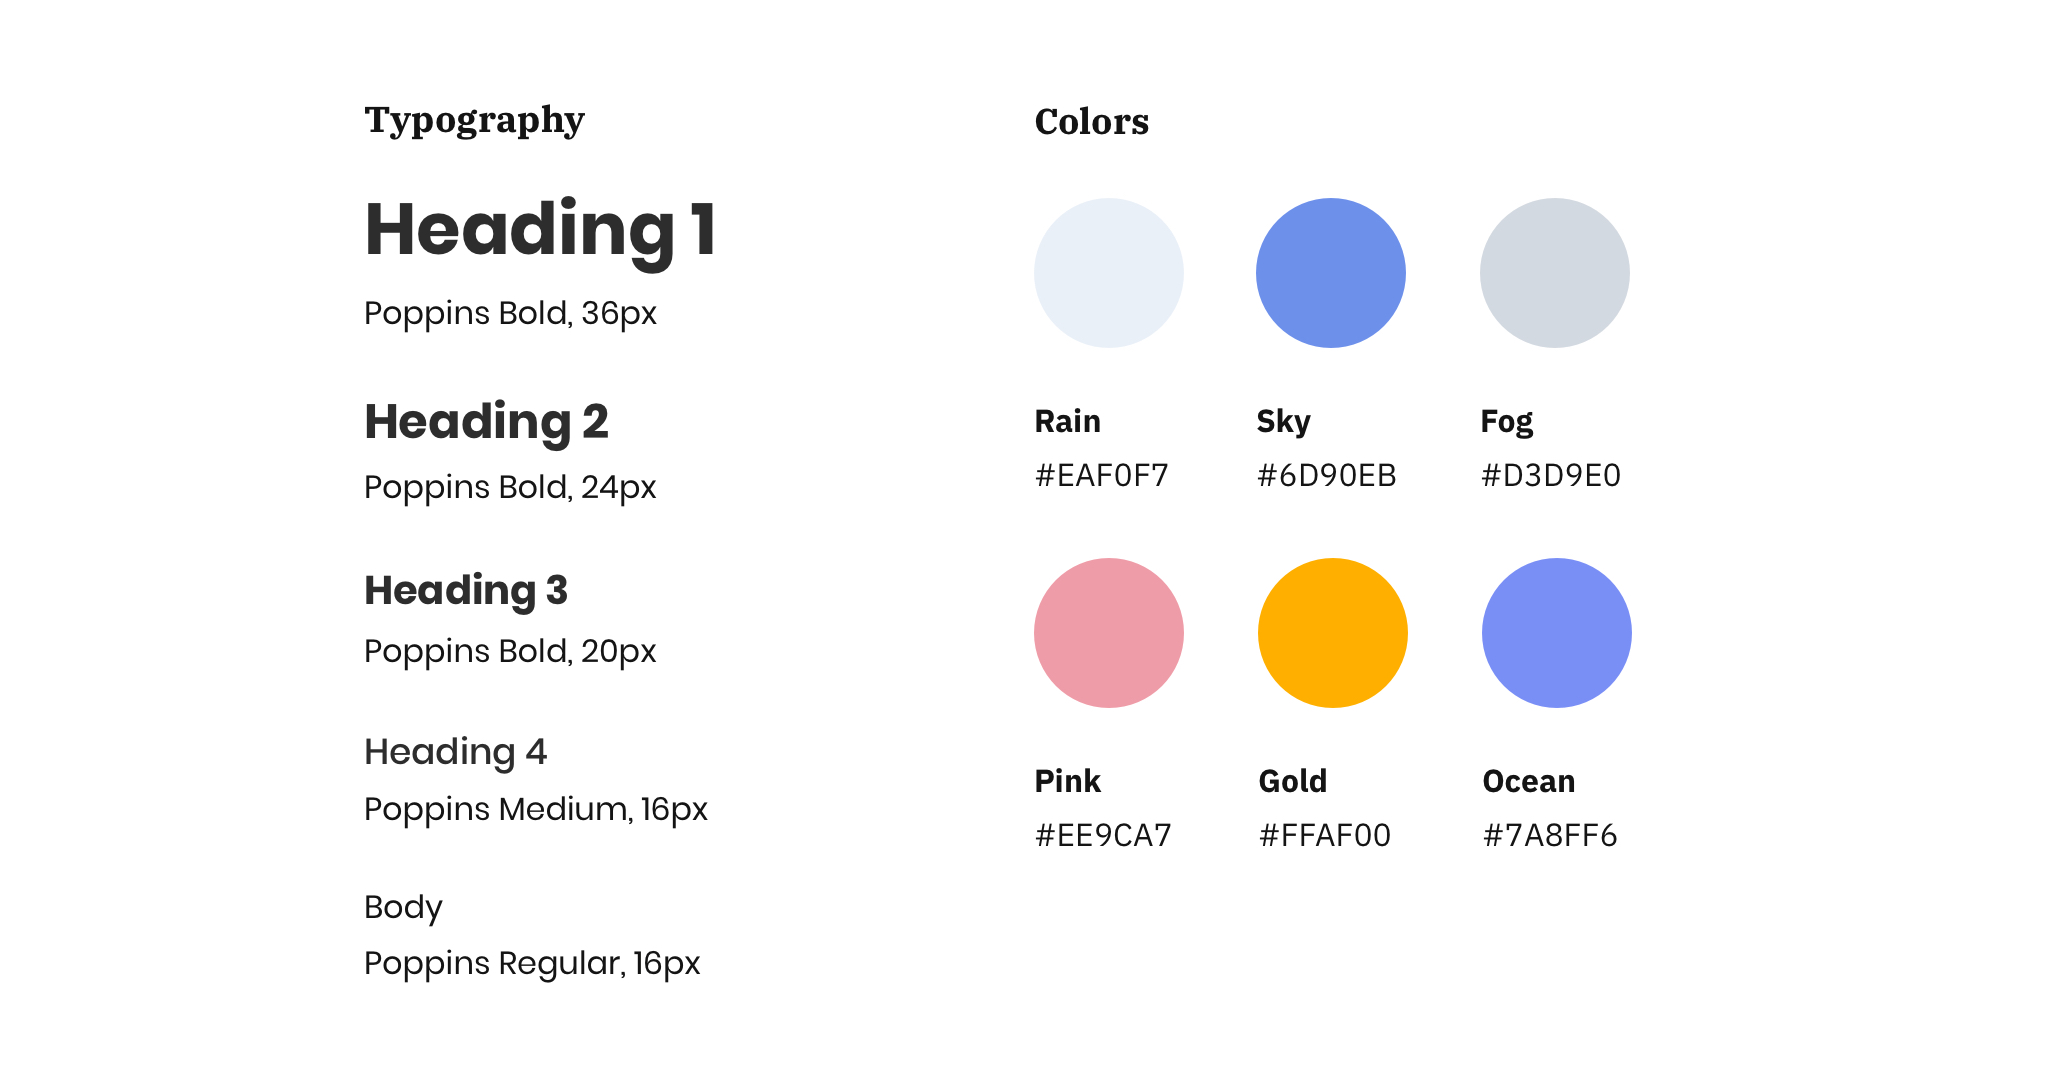 Typography
Heading 1
Poppins Bold, 36px
Heading 2
Poppins Bold, 24px
Heading 3
Poppins Bold, 20px
Heading 4
Poppins Medium, 16px
Body
Poppins Regular, 16px
Colors
Rain Sky Fog
#EAF0F7 #6D90EB #D3D9E0
Pink Gold Ocean
#EE9CA7 #FFAF00 #7A8FF6